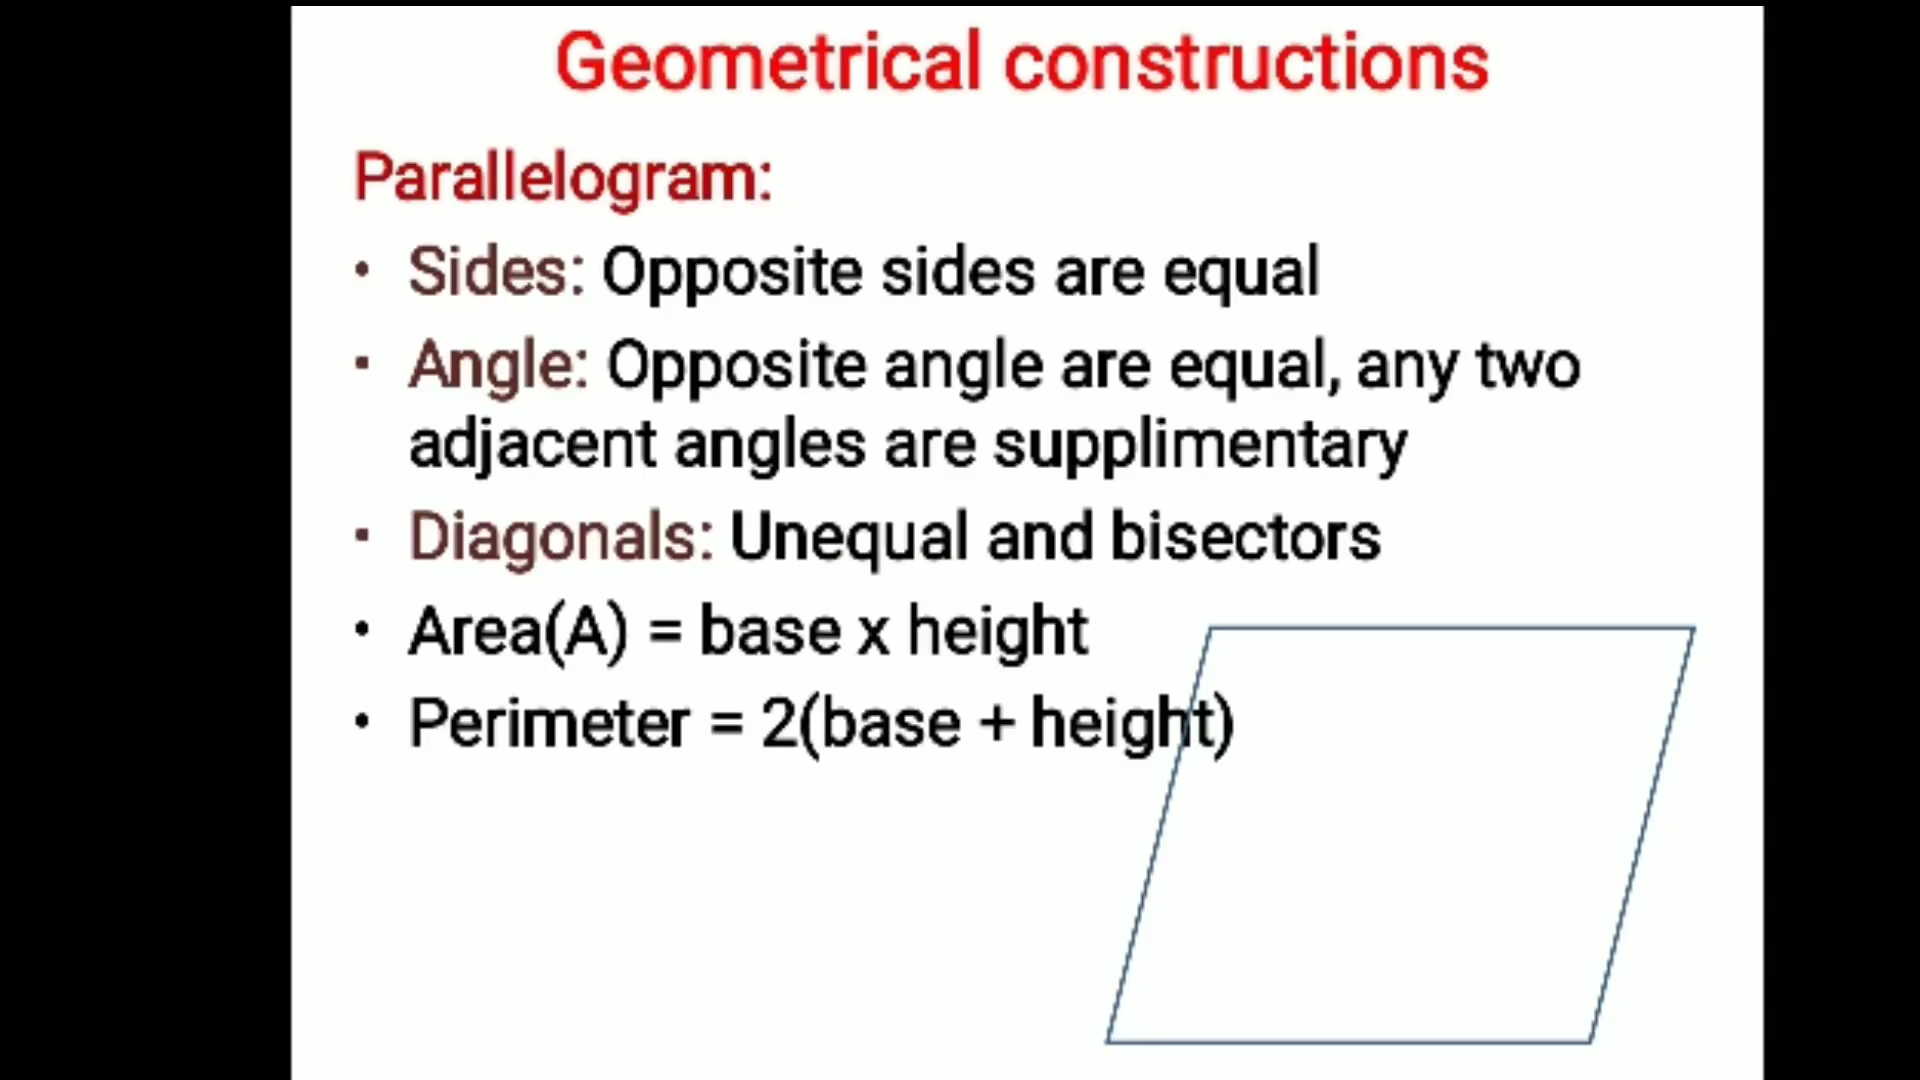 Geometrical constructions
Parallelogram:
• Sides: Opposite sides are equal
• Angle: Opposite angle are equal, any two
adjacent angles are supplimentary
• Diagonals: Unequal and bisectors
• Area(A) = base x height
• Perimeter = 2(base + height)